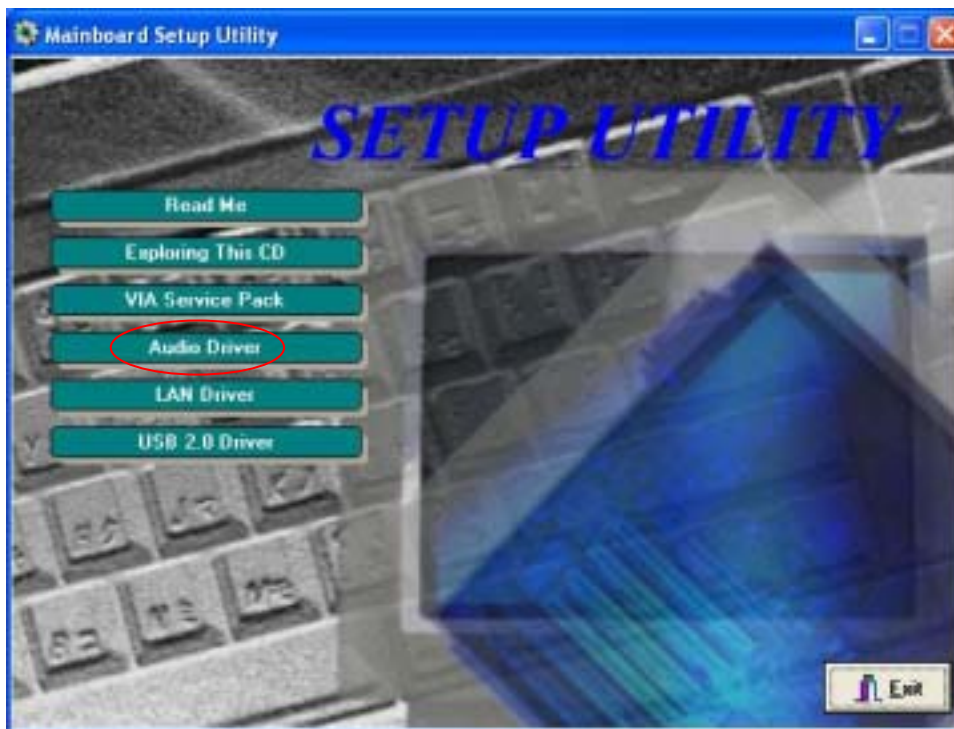 Mainboard Setup Utility
SETUP UTILITY
Read Me
Exploring This CD
VIA Service Pack
Audio Driver
LAN Driver
USB 2.0 Driver
Exit